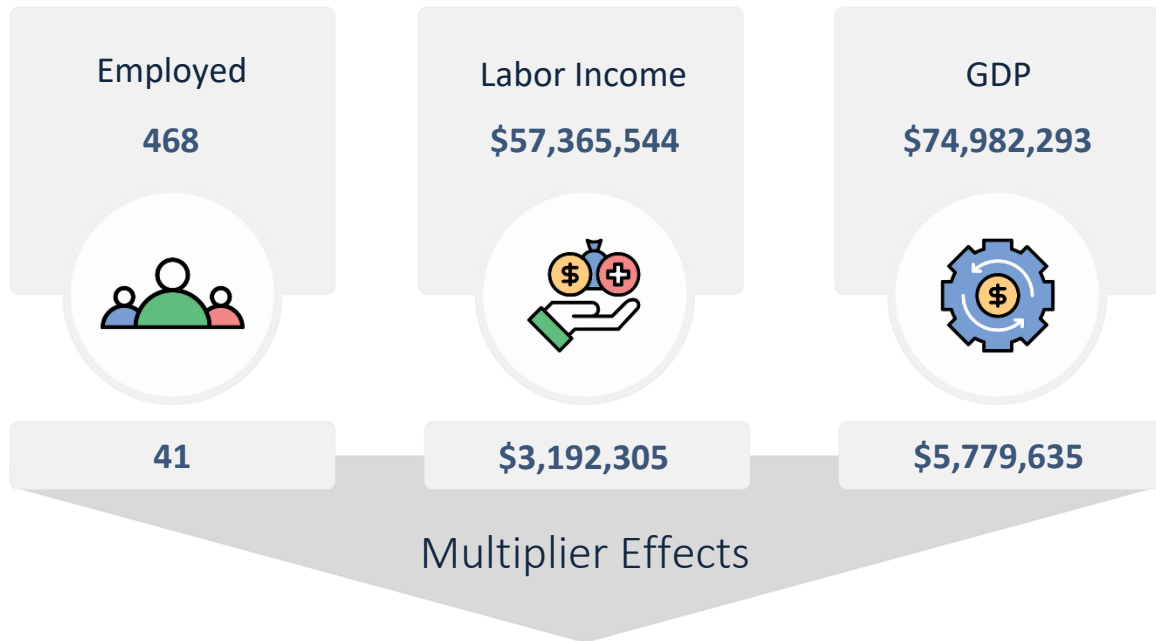 Employed
468
Labor Income
$57,365,544
GDP
$74,982,293
$
$
41
$3,192,305
$5,779,635
Multiplier Effects